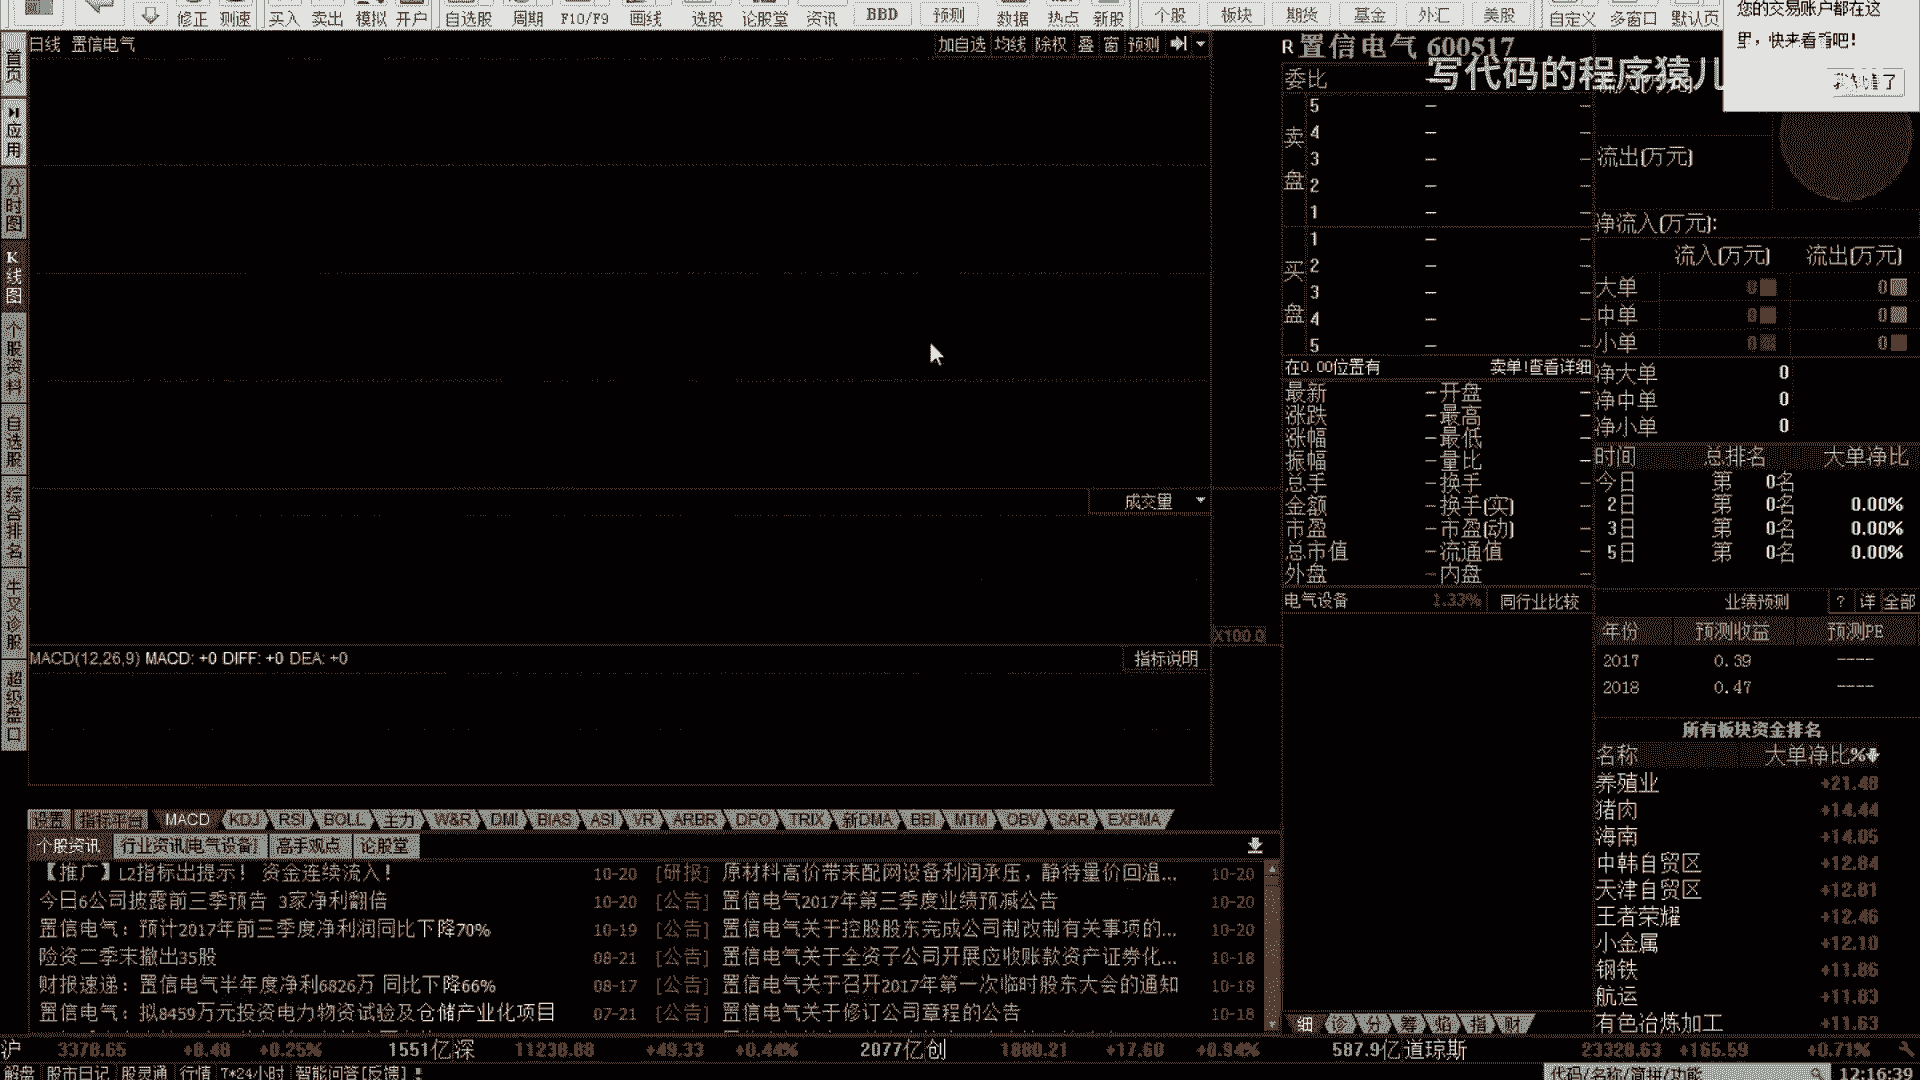 修正 测速 买入 卖出 模拟 开户 自选股 周期 F10/F9 画线 选股 论股堂 资讯 BBD 预测 数据 热点 新股 个股 板块 期货 基金 外汇 美股 自定义 多窗口 默认页
您的交易账户都在这
里，快来看看吧！
我知道了
首页
应用
分时图
K线图
个股资料
自选股
综合排名
牛叉诊股
超级盘口
日线 置信电气
加自选 均线 除权 叠 窗 预测
R 置信电气 600517
写代码的程序猿儿
委比
卖盘
5 — —
4 — —
3 — —
2 — —
1 — —
买盘
1 — —
2 — —
3 — —
4 — —
5 — —
在0.00位置有 卖单!查看详细
最新 — 开盘 —
涨跌 — 最高 —
涨幅 — 最低 —
振幅 — 量比 —
总手 — 换手 —
金额 — 换手(实) —
市盈 — 市盈(动) —
总市值 — 流通值 —
外盘 — 内盘 —
电气设备 1.33% 同行业比较
流入(万元)
流出(万元)
净流入(万元):
流入(万元) 流出(万元)
大单 0 0
中单 0 0
小单 0 0
净大单 0
净中单 0
净小单 0
时间 总排名 大单净比
今日 第 0名
2日 第 0名 0.00%
3日 第 0名 0.00%
5日 第 0名 0.00%
业绩预测 ? 详 全部
年份 预测收益 预测PE
2017 0.39 ----
2018 0.47 ----
所有板块资金排名
名称 大单净比%
养殖业 +21.48
猪肉 +14.44
海南 +14.05
中韩自贸区 +12.84
天津自贸区 +12.81
王者荣耀 +12.46
小金属 +12.10
钢铁 +11.86
航运 +11.83
有色冶炼加工 +11.63
成交量
X100.0
MACD(12,26,9) MACD: +0 DIFF: +0 DEA: +0
指标说明
设置 指标平台 MACD KDJ RSI BOLL 主力 W&R DMI BIAS ASI VR ARBR DPO TRIX 新DMA BBI MTM OBV SAR EXPMA
个股资讯 行业资讯[电气设备] 高手观点 论股堂
【推广】L2指标出提示！资金连续流入！ 10-20 [研报] 原材料高价带来配网设备利润承压，静待量价回温... 10-20
今日6公司披露前三季预告 3家净利翻倍 10-20 [公告] 置信电气2017年第三季度业绩预减公告 10-20
置信电气：预计2017年前三季度净利润同比下降70% 10-19 [公告] 置信电气关于控股股东完成公司制改制有关事项的... 10-20
险资二季末撤出35股 08-21 [公告] 置信电气关于全资子公司开展应收账款资产证券化... 10-18
财报速递：置信电气半年度净利6826万 同比下降66% 08-17 [公告] 置信电气关于召开2017年第一次临时股东大会的通知 10-18
置信电气：拟8459万元投资电力物资试验及仓储产业化项目 07-21 [公告] 置信电气关于修订公司章程的公告 10-18
细 诊 分 筹 焰 指 财
沪 3378.65 +8.48 +0.25% 1551亿 深 11238.88 +49.33 +0.44% 2077亿 创 1880.21 +17.60 +0.94% 587.9亿 道琼斯 23328.63 +165.59 +0.71%
解盘 股市日记 股灵通 行情 7*24小时 智能问答[反馈]
代码/名称/简拼/功能 12:16:39